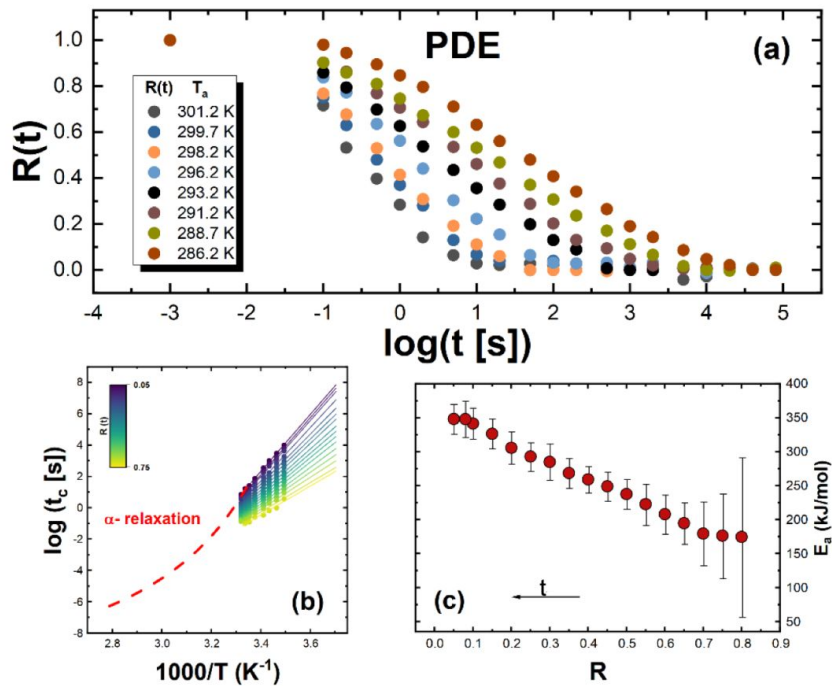 PDE
(a)
R(t)
1.0
0.8
0.6
0.4
0.2
0.0
R(t) Tₐ
301.2 K
299.7 K
298.2 K
296.2 K
293.2 K
291.2 K
288.7 K
286.2 K
-4 -3 -2 -1 0 1 2 3 4 5
log(t [s])
log (t_c [s])
8
6
4
2
0
-2
-4
-6
-8
0.05
R (t)
0.75
α- relaxation
(b)
2.8 3.0 3.1 3.3 3.4 3.6
1000/T (K⁻¹)
400
350
300
250
200
150
100
50
Eₐ (kJ/mol)
(c)
t
0.0 0.1 0.2 0.3 0.4 0.5 0.6 0.7 0.8 0.9
R